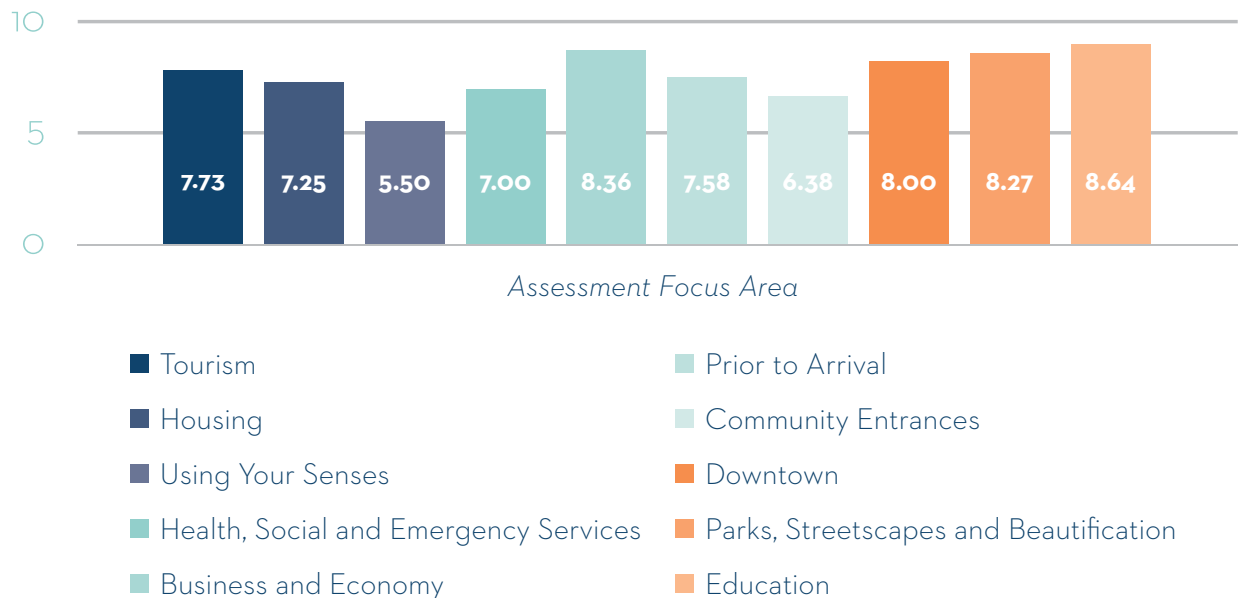 10
5
0
7.73 7.25 5.50 7.00 8.36 7.58 6.38 8.00 8.27 8.64
Assessment Focus Area
Tourism
Housing
Using Your Senses
Health, Social and Emergency Services
Business and Economy
Prior to Arrival
Community Entrances
Downtown
Parks, Streetscapes and Beautification
Education